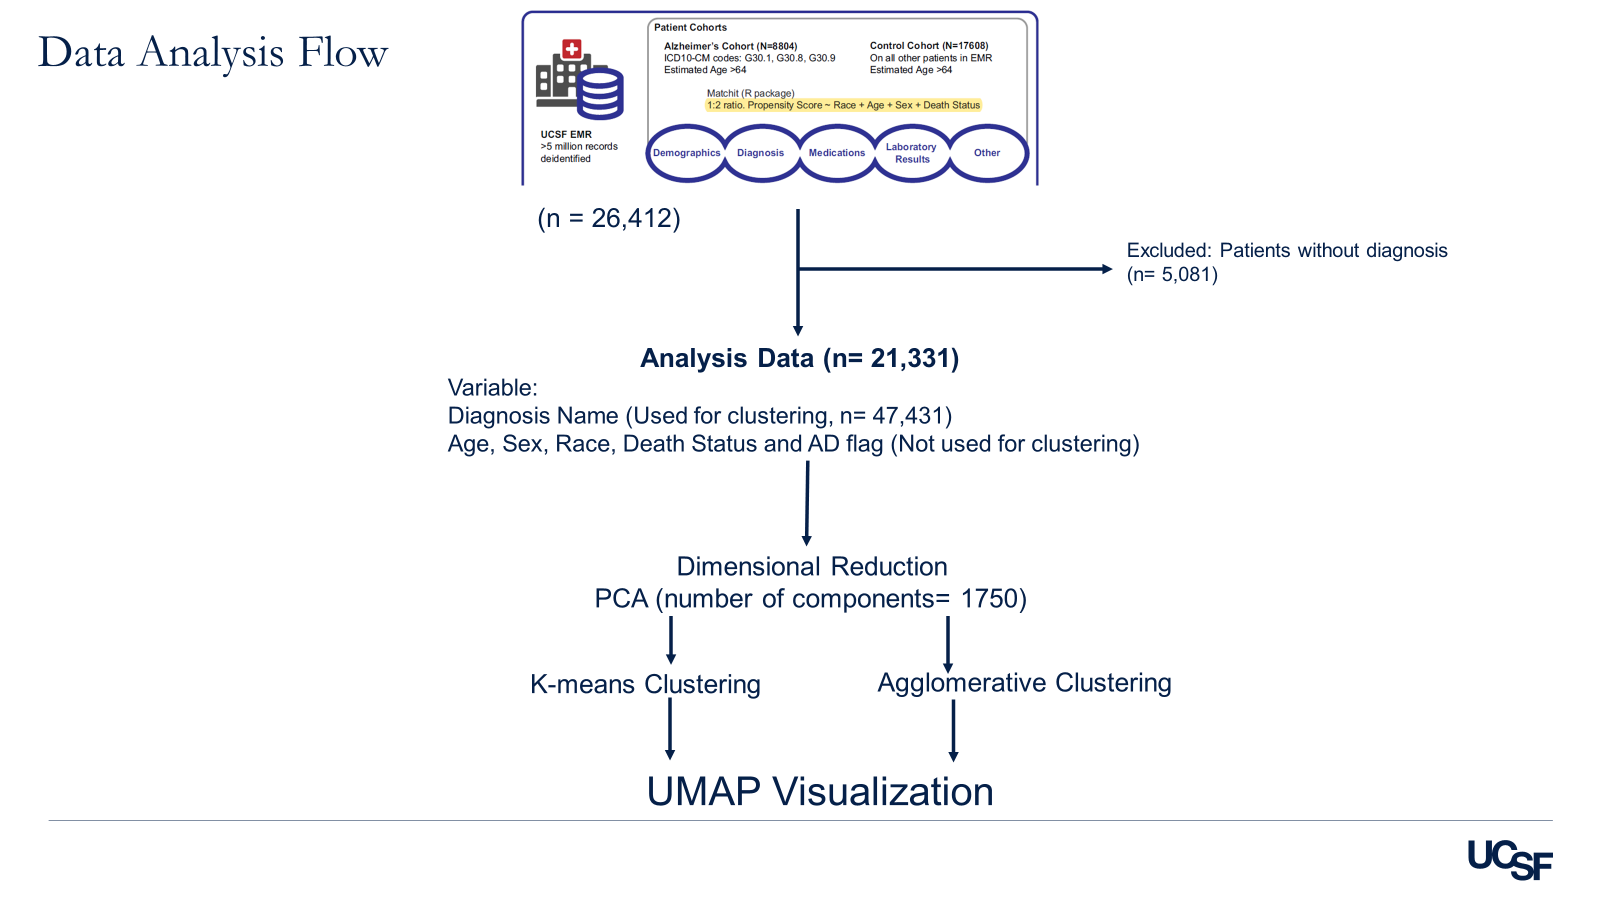 Data Analysis Flow
Patient Cohorts
Alzheimer's Cohort (N=8804)
ICD10-CM codes: G30.1, G30.8, G30.9
Estimated Age >64
Control Cohort (N=17608)
On all other patients in EMR
Estimated Age >64
Matchit (R package)
1:2 ratio. Propensity Score ~ Race + Age + Sex + Death Status
UCSF EMR
>5 million records
deidentified
Demographics
Diagnosis
Medications
Laboratory
Results
Other
(n = 26,412)
Excluded: Patients without diagnosis
(n= 5,081)
Analysis Data (n= 21,331)
Variable:
Diagnosis Name (Used for clustering, n= 47,431)
Age, Sex, Race, Death Status and AD flag (Not used for clustering)
Dimensional Reduction
PCA (number of components= 1750)
K-means Clustering
Agglomerative Clustering
UMAP Visualization
UCSF